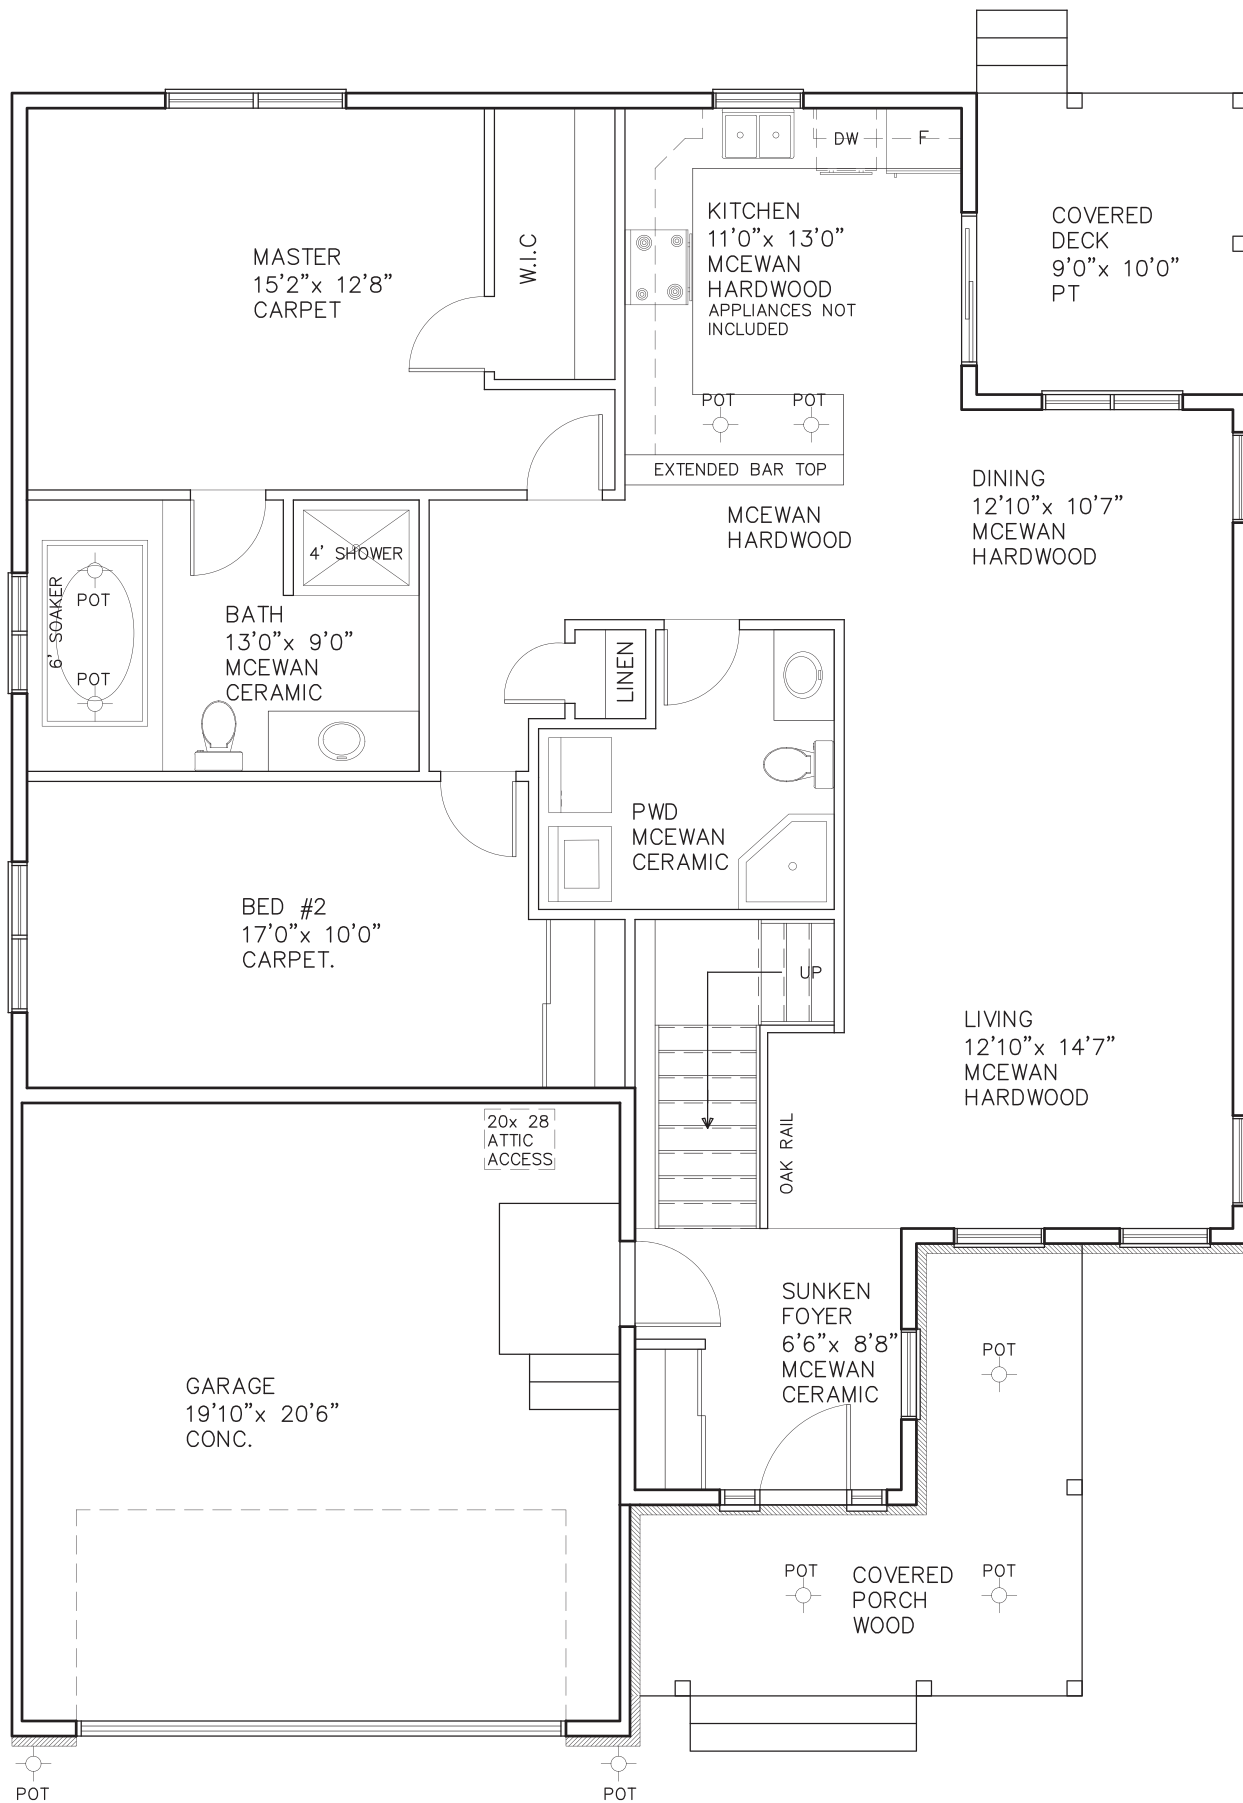 DW
F
KITCHEN
11'0"x 13'0"
MCEWAN
HARDWOOD
APPLIANCES NOT
INCLUDED
COVERED
DECK
9'0"x 10'0"
PT
MASTER
15'2"x 12'8"
CARPET
W.I.C
POT
POT
EXTENDED BAR TOP
MCEWAN
HARDWOOD
DINING
12'10"x 10'7"
MCEWAN
HARDWOOD
4' SHOWER
6' SOAKER
POT
POT
BATH
13'0"x 9'0"
MCEWAN
CERAMIC
LINEN
PWD
MCEWAN
CERAMIC
BED #2
17'0"x 10'0"
CARPET.
UP
LIVING
12'10"x 14'7"
MCEWAN
HARDWOOD
OAK RAIL
20x 28
ATTIC
ACCESS
SUNKEN
FOYER
6'6"x 8'8"
MCEWAN
CERAMIC
GARAGE
19'10"x 20'6"
CONC.
POT
POT
POT
COVERED
PORCH
WOOD
POT
POT